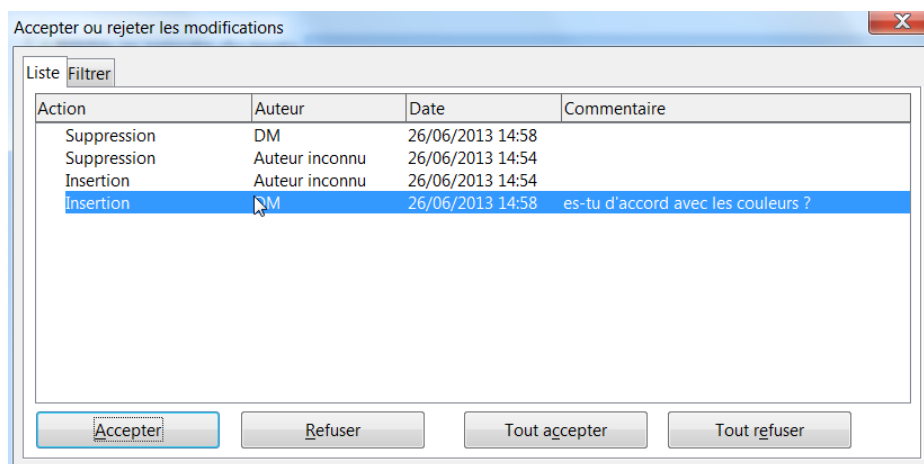 Accepter ou rejeter les modifications
Liste Filtrer
Action Auteur Date Commentaire
Suppression DM 26/06/2013 14:58
Suppression Auteur inconnu 26/06/2013 14:54
Insertion Auteur inconnu 26/06/2013 14:54
Insertion DM 26/06/2013 14:58 es-tu d'accord avec les couleurs ?
Accepter Refuser Tout accepter Tout refuser